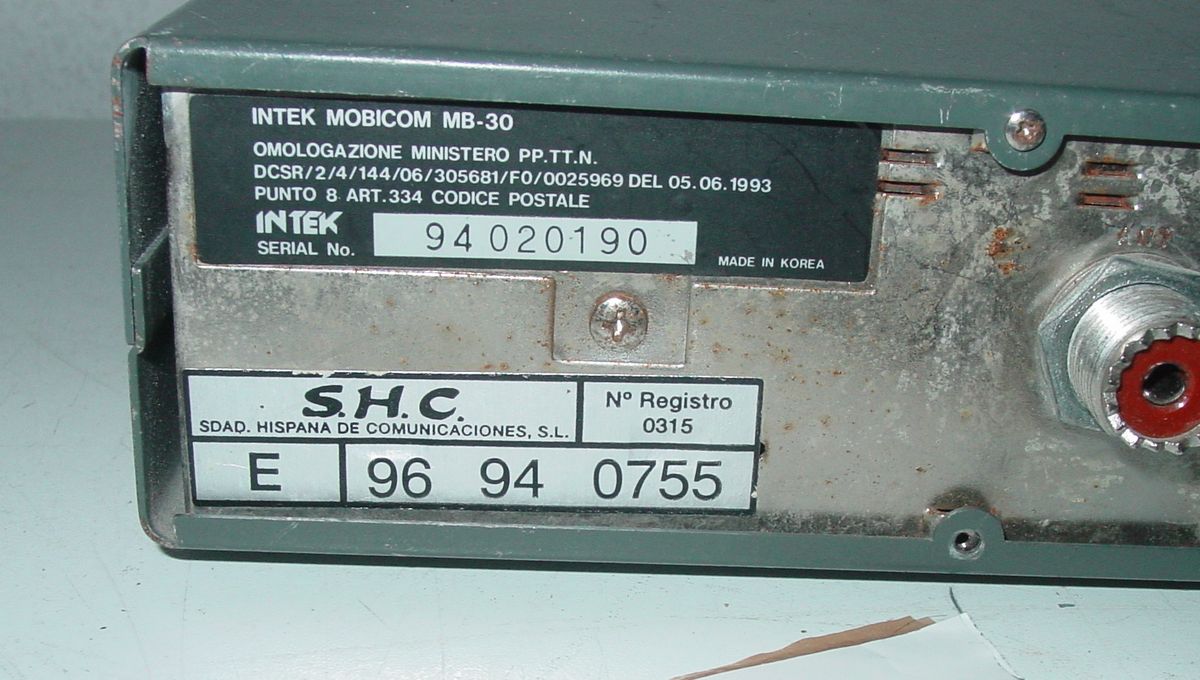 INTEK MOBICOM MB-30
OMOLOGAZIONE MINISTERO PP.TT.N.
DCSR/2/4/144/06/305681/F0/0025969 DEL 05.06.1993
PUNTO 8 ART.334 CODICE POSTALE
INTEK
SERIAL No. 94 020190
MADE IN KOREA
S.H.C.
SDAD. HISPANA DE COMUNICACIONES, S.L.
Nº Registro
0315
E 96 94 0755